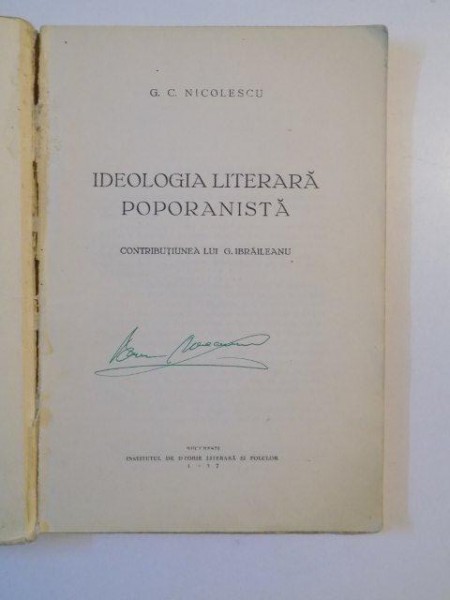 G. C. NICOLESCU
IDEOLOGIA LITERARĂ
POPORANISTĂ
CONTRIBUȚIUNEA LUI G. IBRĂILEANU
BUCUREȘTI
INSTITUTUL DE ISTORIE LITERARĂ ȘI FOLCLOR